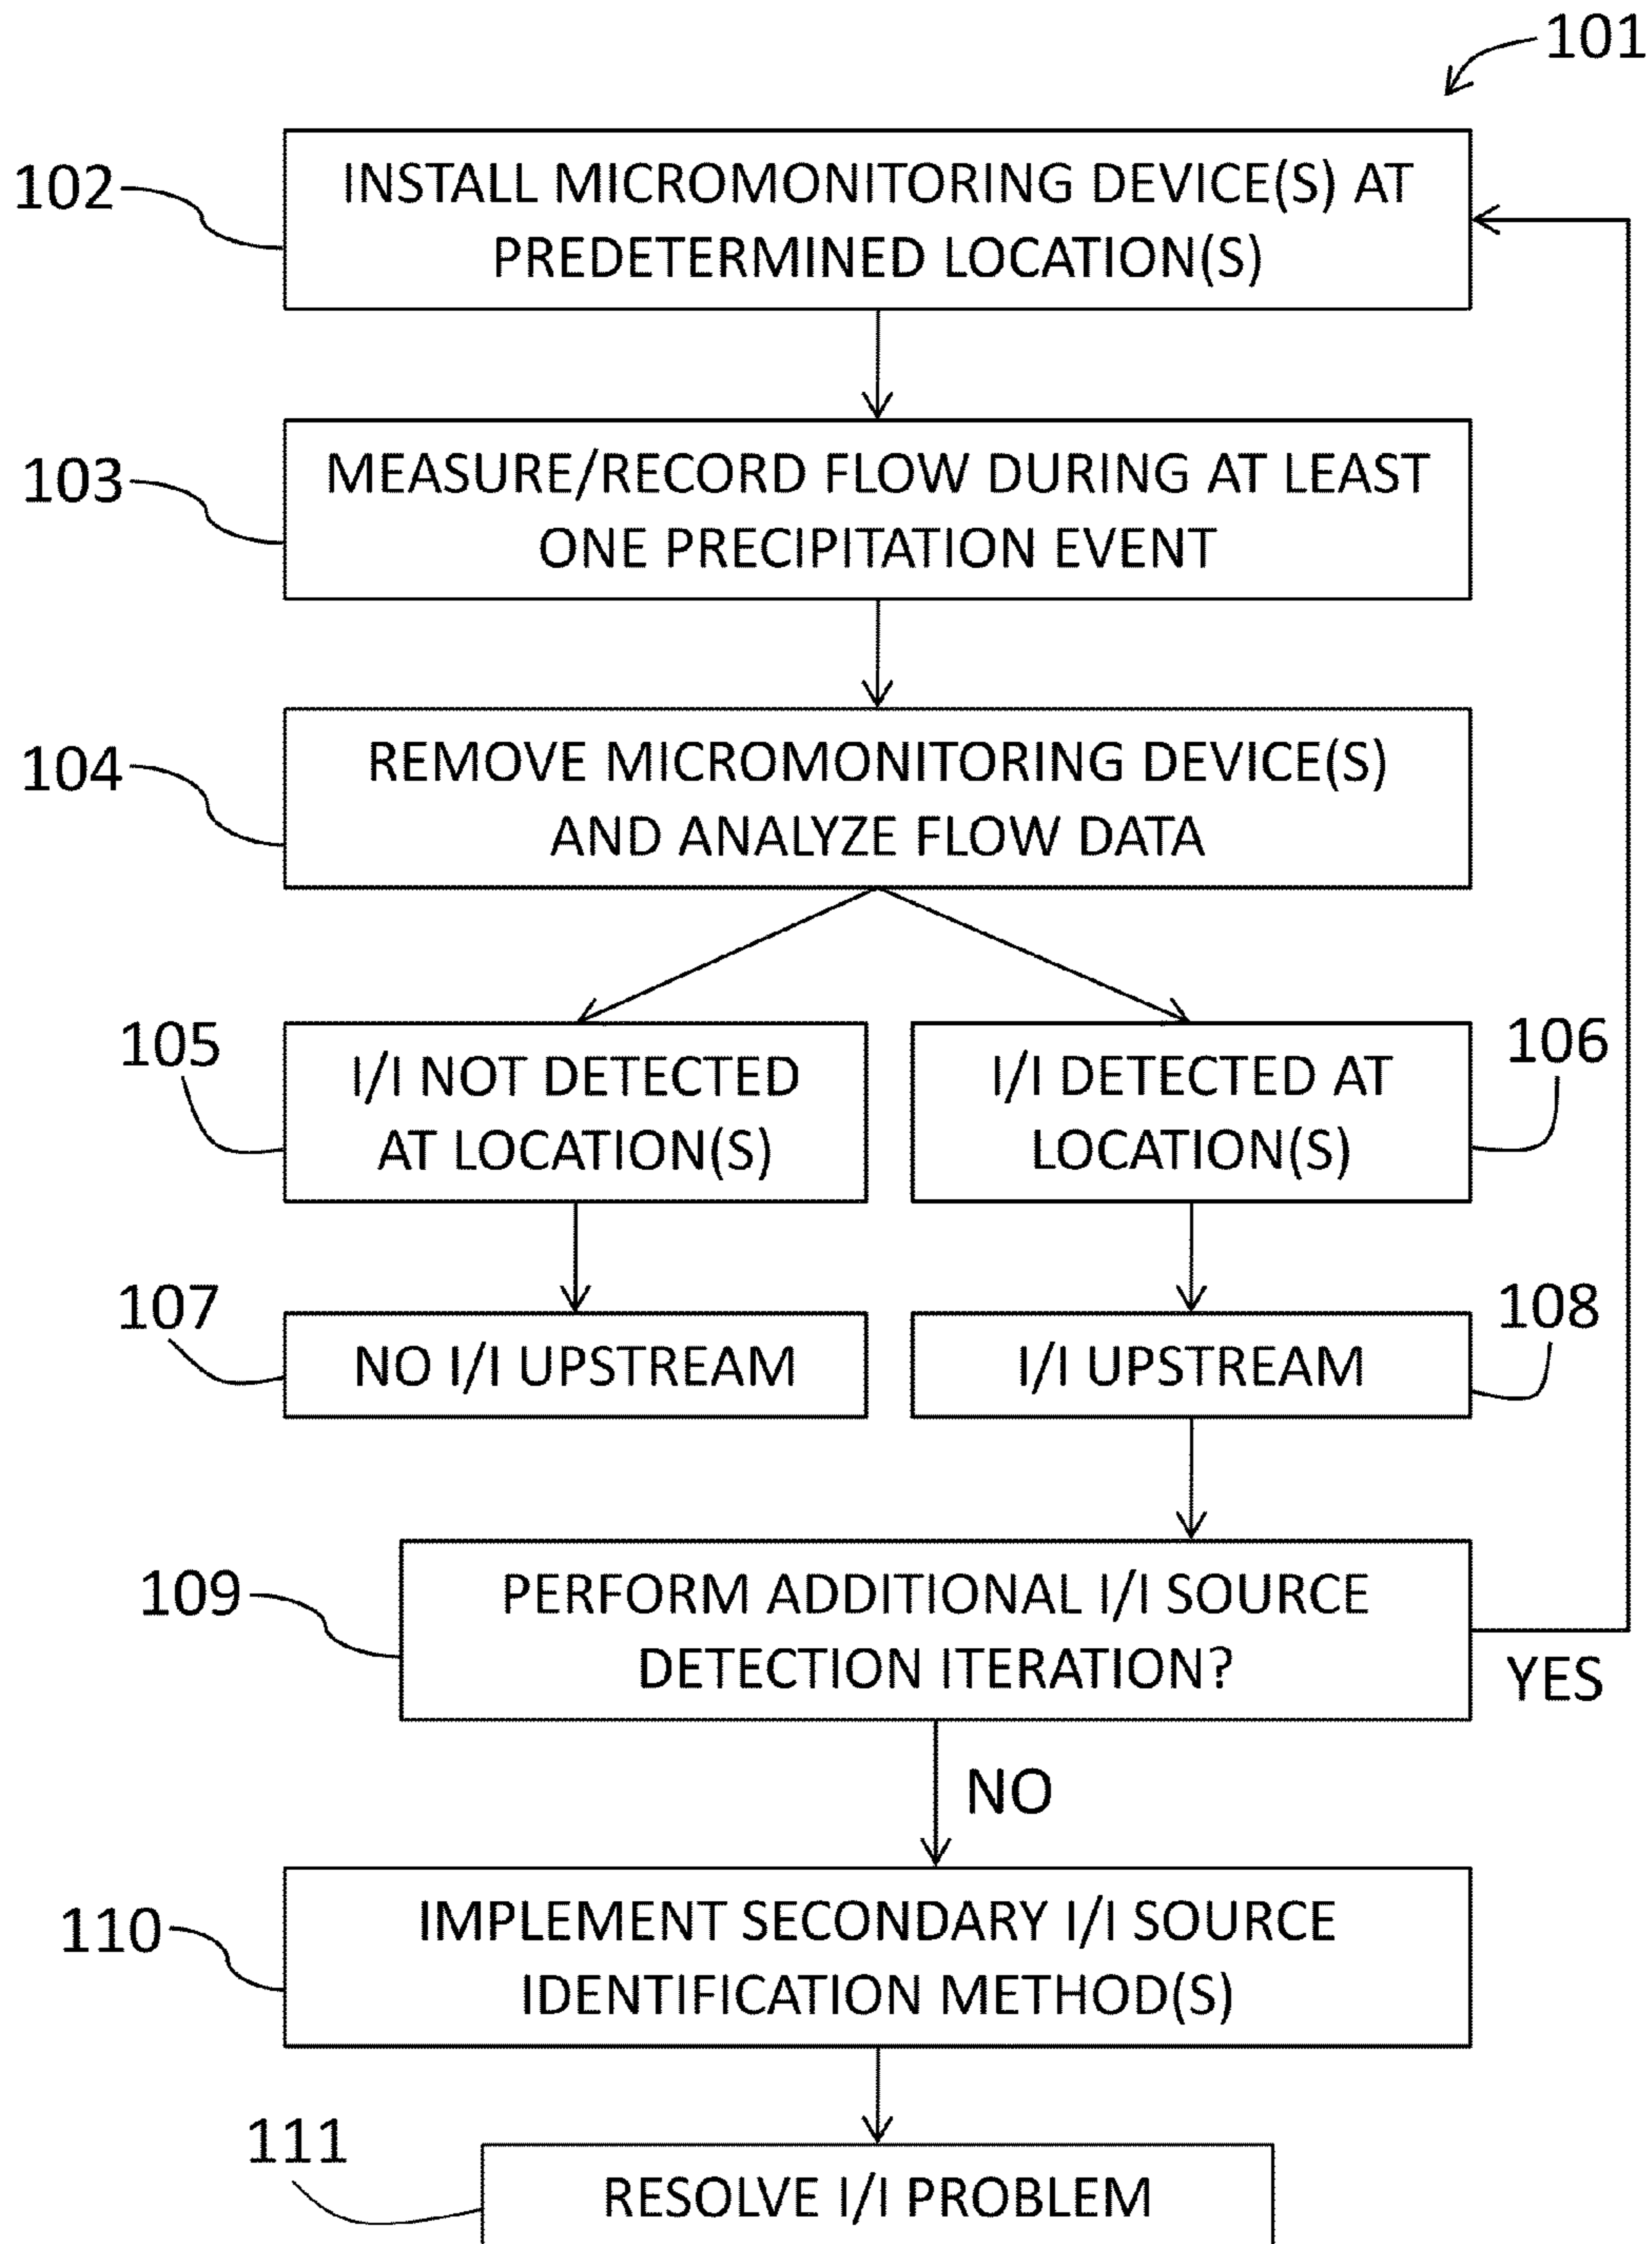 101
102
INSTALL MICROMONITORING DEVICE(S) AT
PREDETERMINED LOCATION(S)
103
MEASURE/RECORD FLOW DURING AT LEAST
ONE PRECIPITATION EVENT
104
REMOVE MICROMONITORING DEVICE(S)
AND ANALYZE FLOW DATA
105
I/I NOT DETECTED
AT LOCATION(S)
106
I/I DETECTED AT
LOCATION(S)
107
NO I/I UPSTREAM
108
I/I UPSTREAM
109
PERFORM ADDITIONAL I/I SOURCE
DETECTION ITERATION?
YES
NO
110
IMPLEMENT SECONDARY I/I SOURCE
IDENTIFICATION METHOD(S)
111
RESOLVE I/I PROBLEM